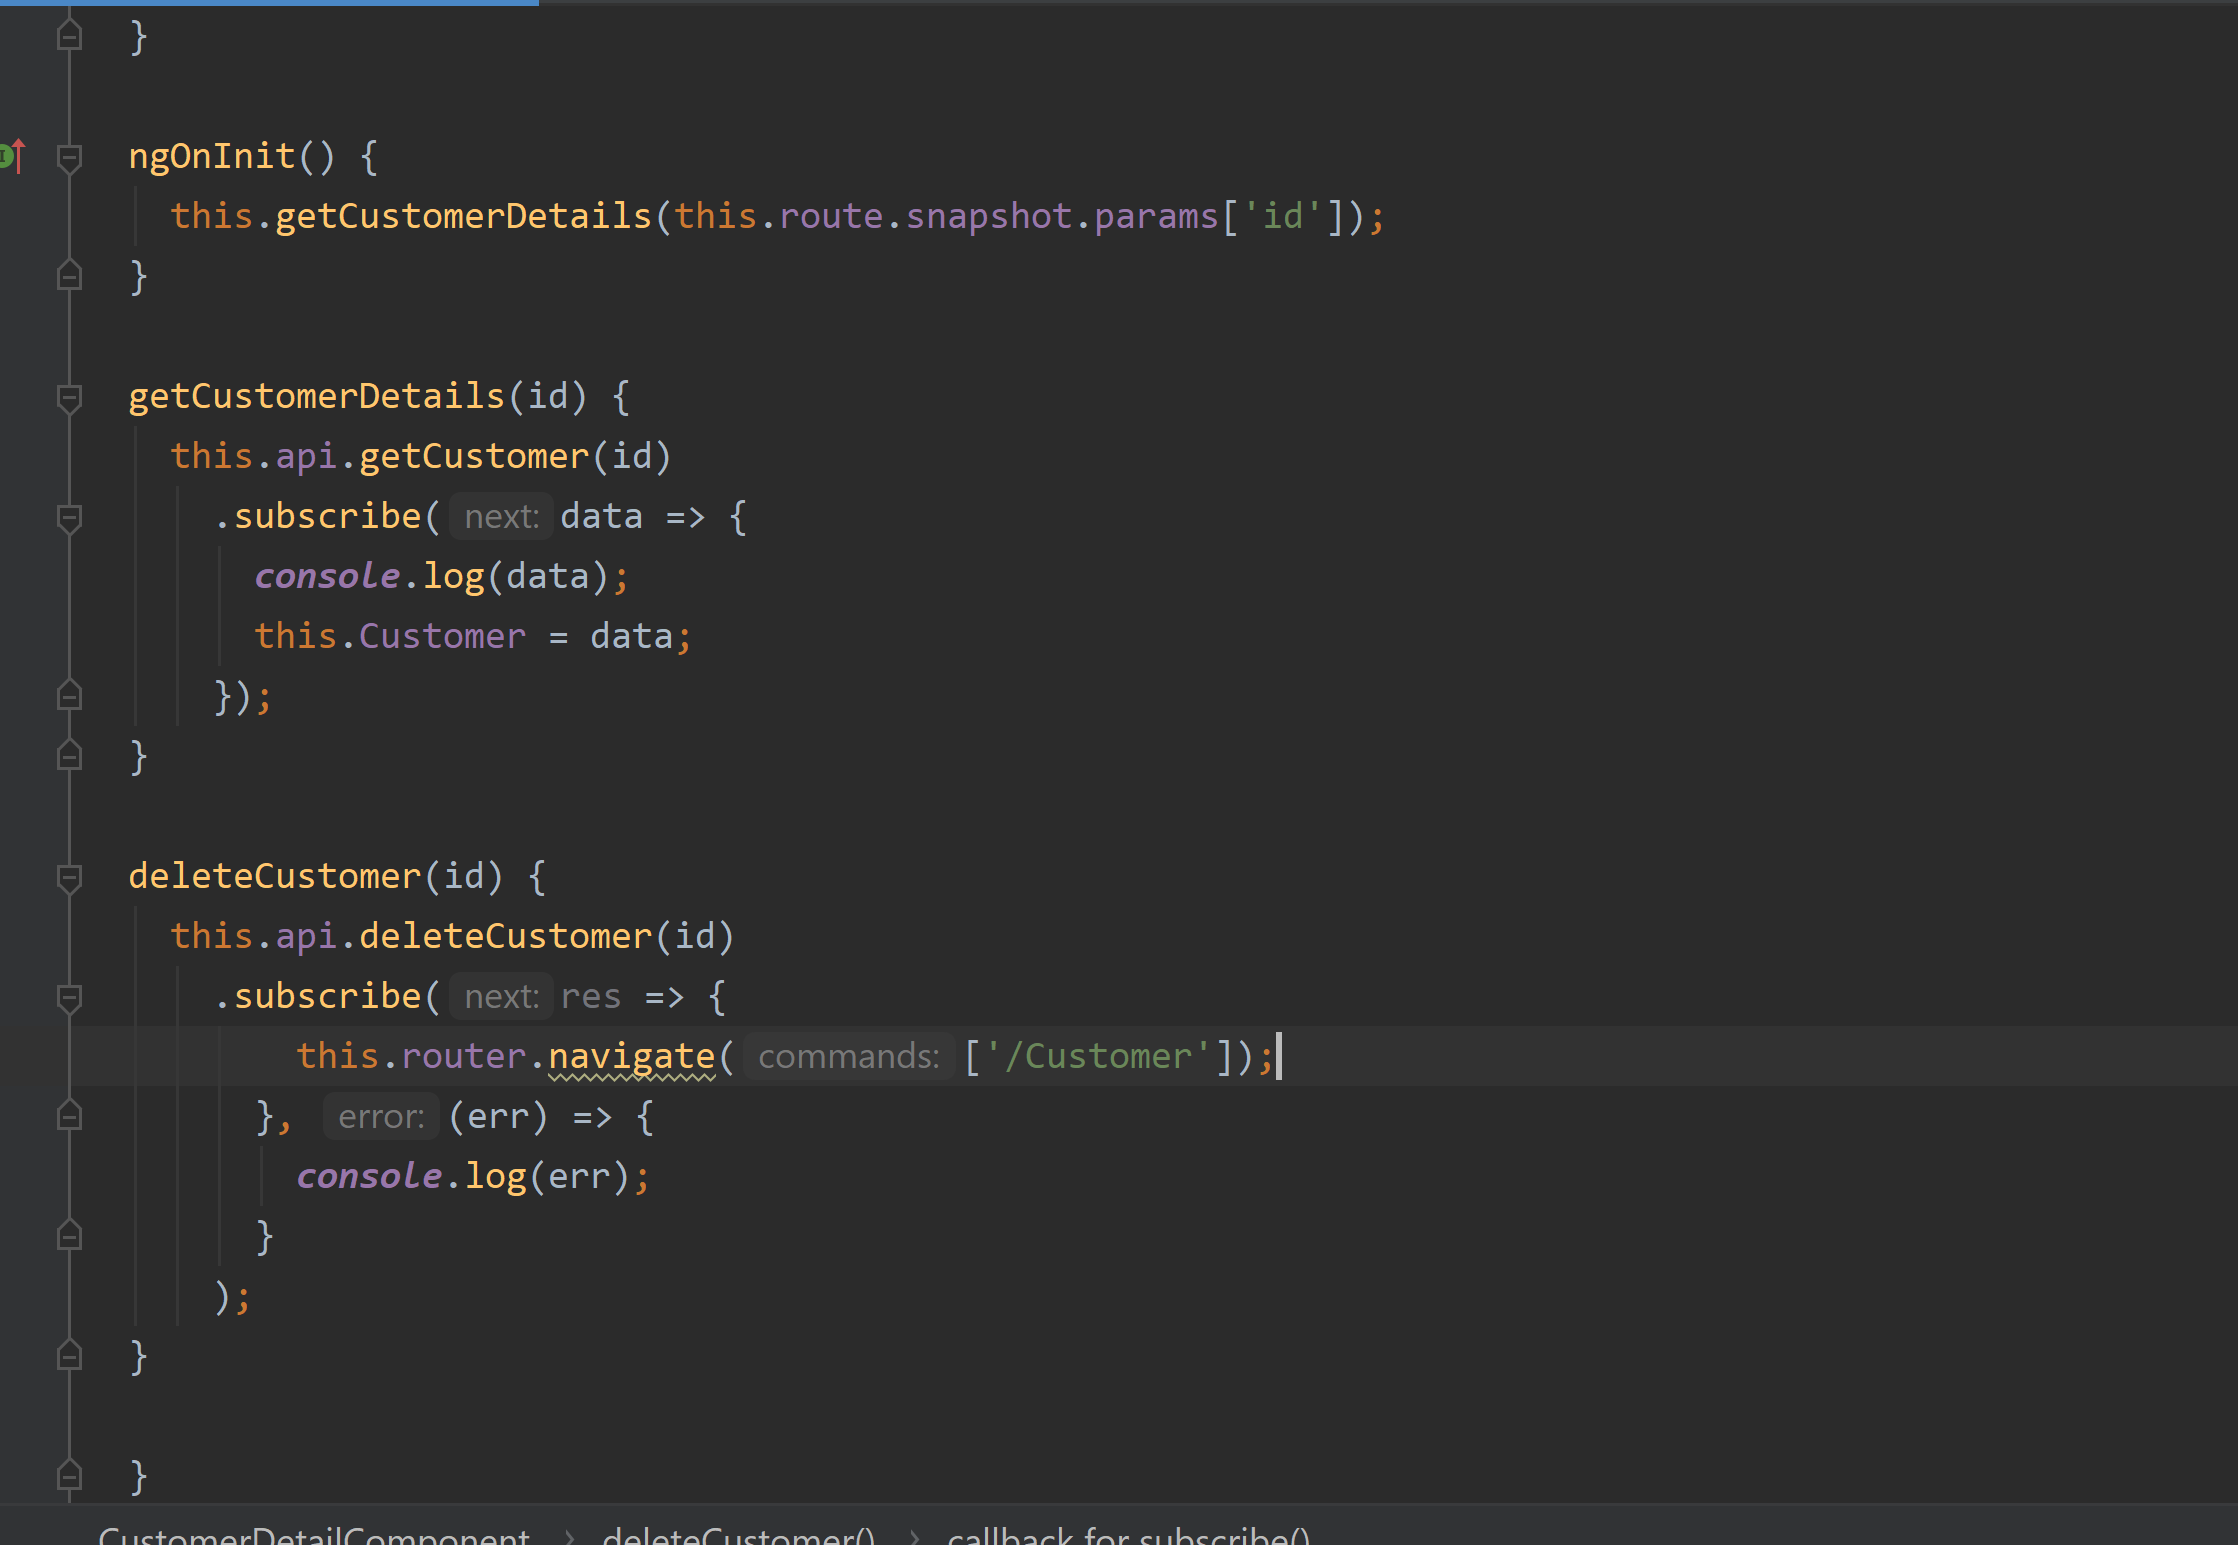 }
ngOnInit() {
this.getCustomerDetails(this.route.snapshot.params['id']);
}
getCustomerDetails(id) {
this.api.getCustomer(id)
.subscribe( next: data => {
console.log(data);
this.Customer = data;
});
}
deleteCustomer(id) {
this.api.deleteCustomer(id)
.subscribe( next: res => {
this.router.navigate( commands: ['/Customer']);
}, error: (err) => {
console.log(err);
}
);
}
}
CustomerDetailComponent › deleteCustomer() › callback for subscribe()